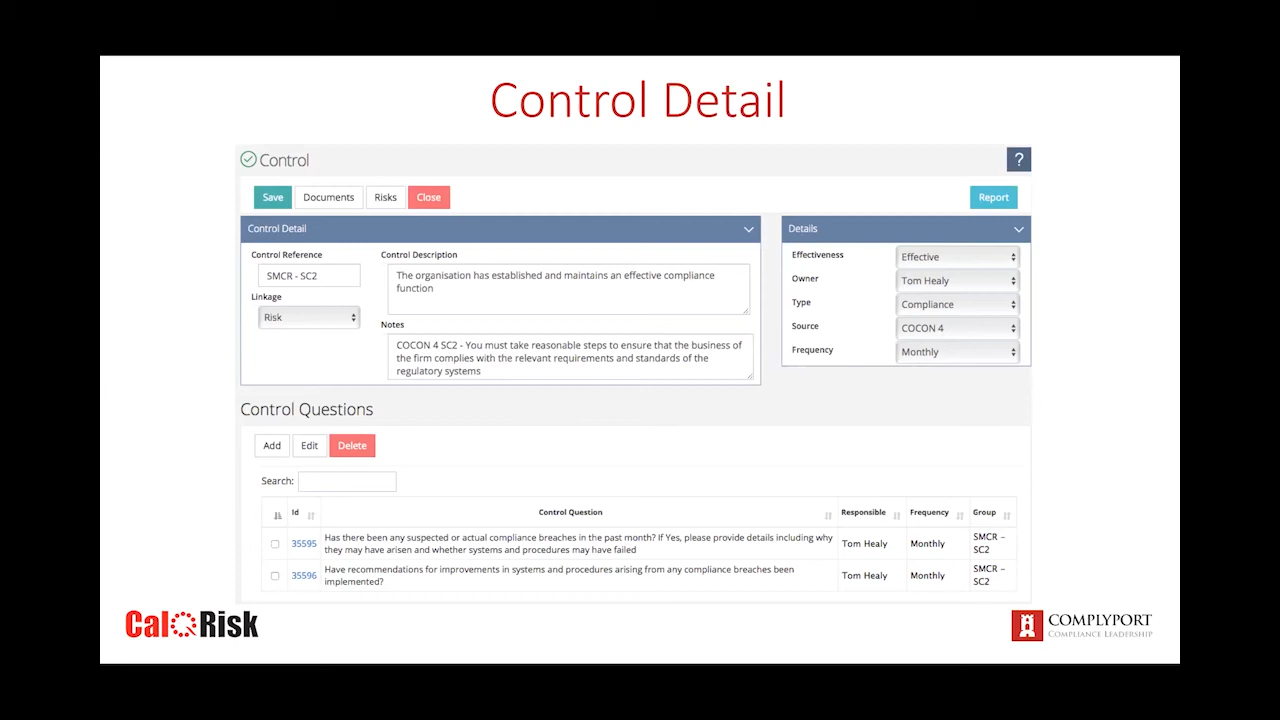 Control Detail
Control
?
Save
Documents
Risks
Close
Report
Control Detail
Details
Control Reference
SMCR - SC2
Linkage
Risk
Control Description
The organisation has established and maintains an effective compliance
function
Notes
COCON 4 SC2 - You must take reasonable steps to ensure that the business of
the firm complies with the relevant requirements and standards of the
regulatory systems
Effectiveness
Effective
Owner
Tom Healy
Type
Compliance
Source
COCON 4
Frequency
Monthly
Control Questions
Add
Edit
Delete
Search:
Id
Control Question
Responsible
Frequency
Group
35595
Has there been any suspected or actual compliance breaches in the past month? If Yes, please provide details including why
they may have arisen and whether systems and procedures may have failed
Tom Healy
Monthly
SMCR -
SC2
35596
Have recommendations for improvements in systems and procedures arising from any compliance breaches been
implemented?
Tom Healy
Monthly
SMCR -
SC2
CalQRisk
COMPLYPORT
COMPLIANCE LEADERSHIP